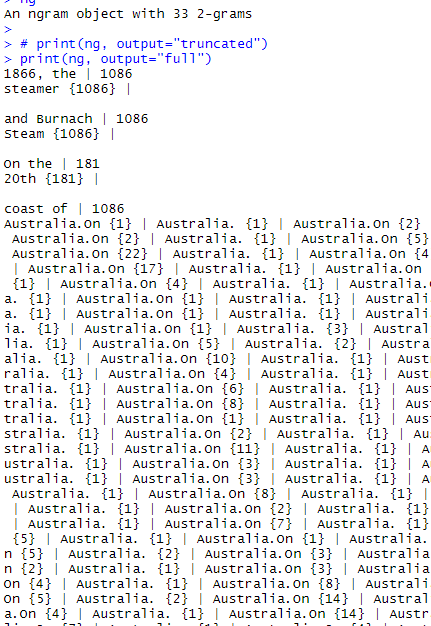 > ng
An ngram object with 33 2-grams
>
> # print(ng, output="truncated")
> print(ng, output="full")
1866, the | 1086
steamer {1086} |
and Burnach | 1086
Steam {1086} |
On the | 181
20th {181} |
coast of | 1086
Australia.On {1} | Australia. {1} | Australia.On {2}
Australia.On {2} | Australia. {1} | Australia.On {5}
Australia.On {22} | Australia. {1} | Australia.On {4
| Australia.On {17} | Australia. {1} | Australia.On
{1} | Australia.On {4} | Australia. {1} | Australia.
a. {1} | Australia.On {1} | Australia. {1} | Australi
a. {1} | Australia.On {1} | Australia. {1} | Australi
ia. {1} | Australia.On {1} | Australia. {3} | Austral
lia. {1} | Australia.On {5} | Australia. {2} | Austra
alia. {1} | Australia.On {10} | Australia. {1} | Aust
ralia. {1} | Australia.On {4} | Australia. {1} | Aust
tralia. {1} | Australia.On {6} | Australia. {1} | Aus
tralia. {1} | Australia.On {8} | Australia. {1} | Aus
tralia. {1} | Australia.On {1} | Australia. {1} | Aus
stralia. {1} | Australia.On {2} | Australia. {1} | Au
stralia. {1} | Australia.On {11} | Australia. {1} | A
ustralia. {1} | Australia.On {3} | Australia. {1} | A
ustralia. {1} | Australia.On {3} | Australia. {1} | A
Australia. {1} | Australia.On {8} | Australia. {1} |
| Australia. {1} | Australia.On {2} | Australia. {1}
| Australia. {1} | Australia.On {7} | Australia. {1}
{5} | Australia. {1} | Australia.On {1} | Australia.
n {5} | Australia. {2} | Australia.On {3} | Australia
n {2} | Australia. {1} | Australia.On {3} | Australia
On {4} | Australia. {1} | Australia.On {8} | Australia
On {5} | Australia. {2} | Australia.On {14} | Austral
a.On {4} | Australia. {1} | Australia.On {14} | Austr